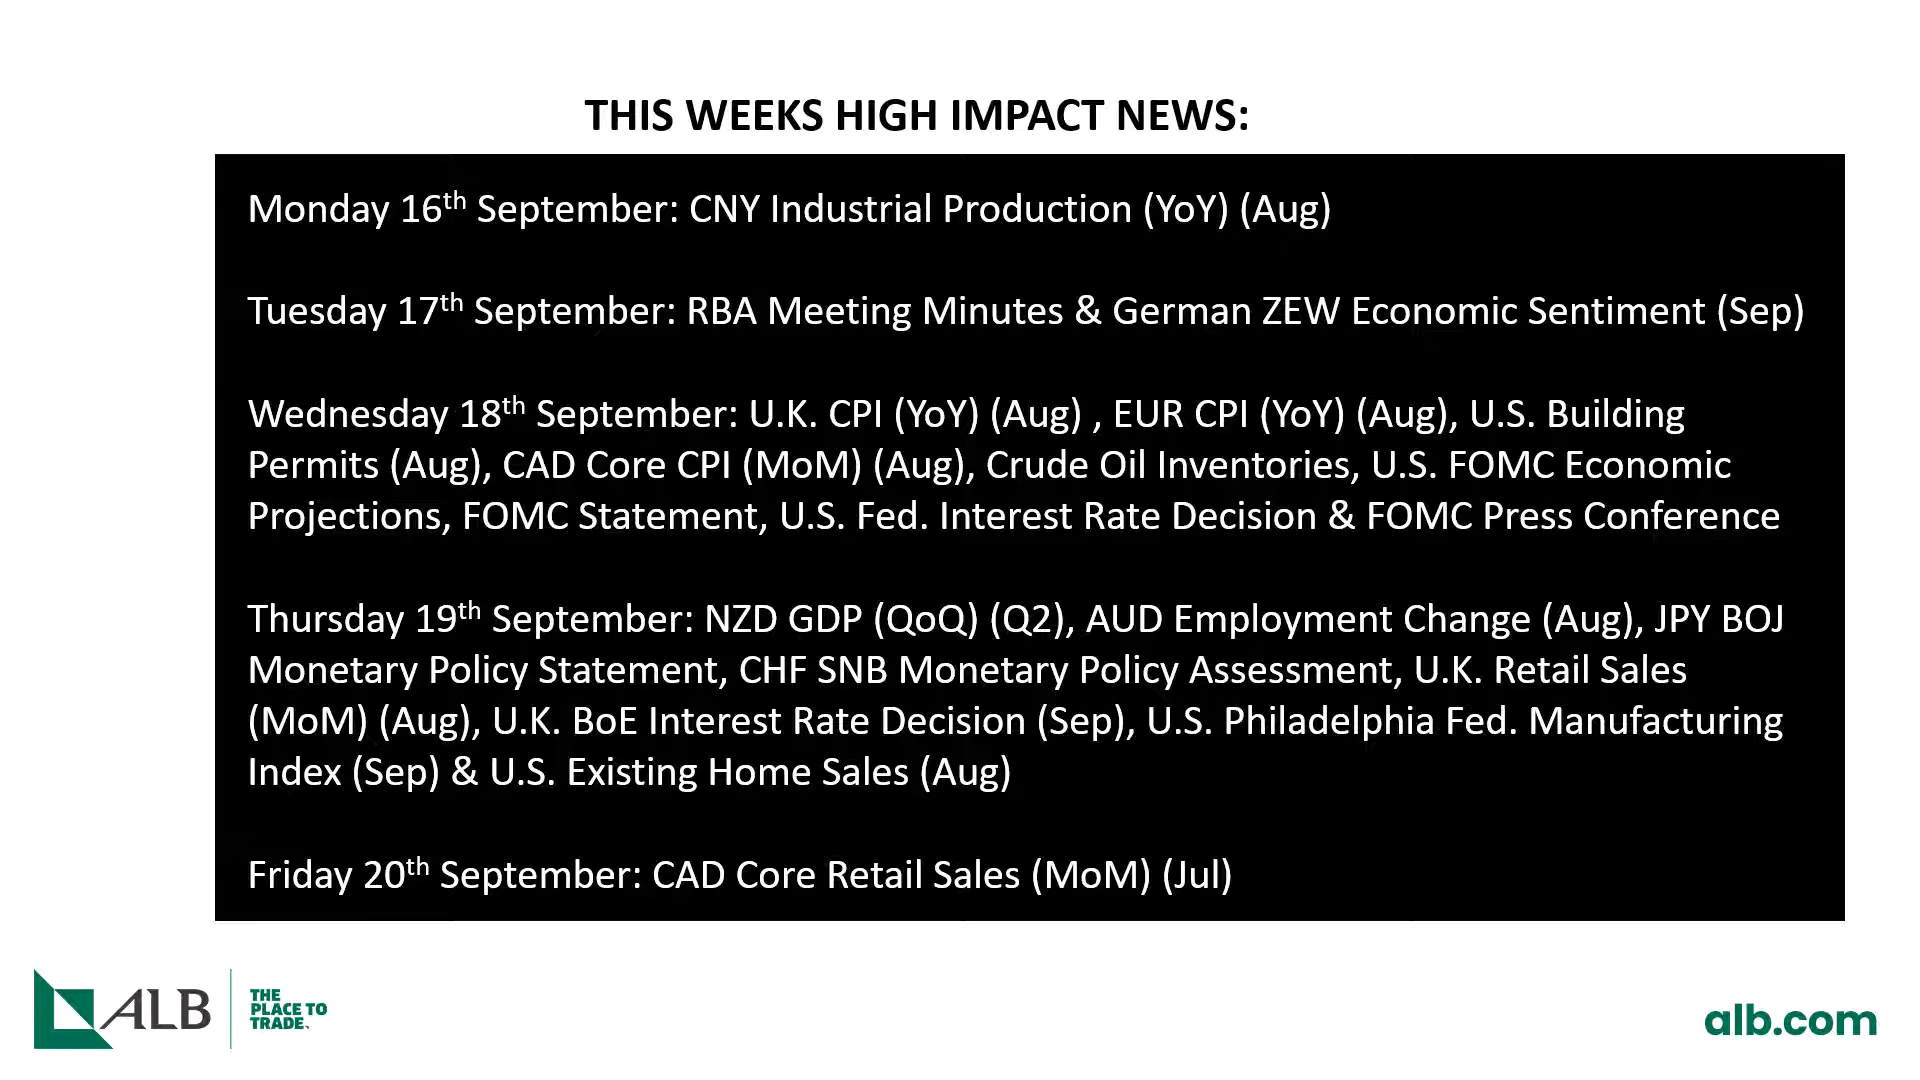 THIS WEEKS HIGH IMPACT NEWS:
Monday 16th September: CNY Industrial Production (YoY) (Aug)
Tuesday 17th September: RBA Meeting Minutes & German ZEW Economic Sentiment (Sep)
Wednesday 18th September: U.K. CPI (YoY) (Aug) , EUR CPI (YoY) (Aug), U.S. Building
Permits (Aug), CAD Core CPI (MoM) (Aug), Crude Oil Inventories, U.S. FOMC Economic
Projections, FOMC Statement, U.S. Fed. Interest Rate Decision & FOMC Press Conference
Thursday 19th September: NZD GDP (QoQ) (Q2), AUD Employment Change (Aug), JPY BOJ
Monetary Policy Statement, CHF SNB Monetary Policy Assessment, U.K. Retail Sales
(MoM) (Aug), U.K. BoE Interest Rate Decision (Sep), U.S. Philadelphia Fed. Manufacturing
Index (Sep) & U.S. Existing Home Sales (Aug)
Friday 20th September: CAD Core Retail Sales (MoM) (Jul)
ALB
THE
PLACE TO
TRADE
alb.com